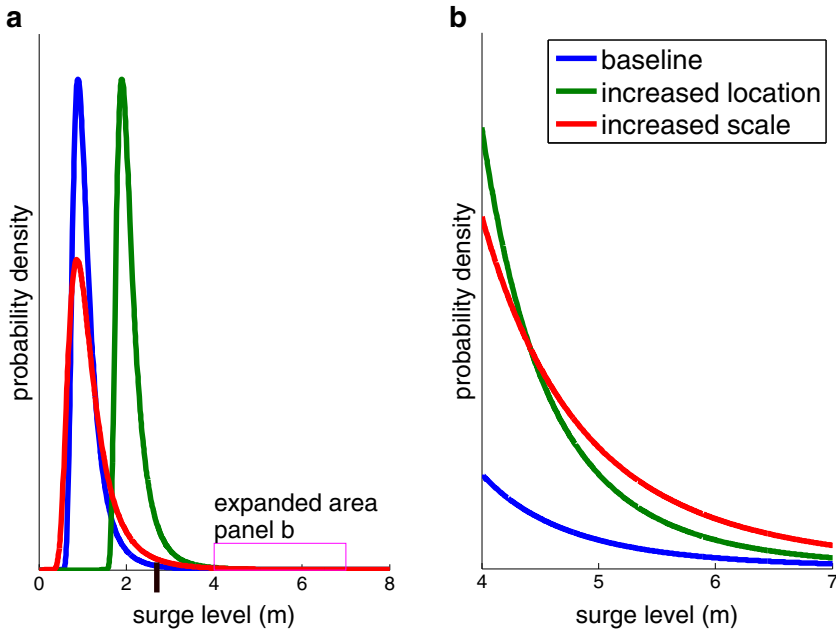 a
probability density
expanded area
panel b
0 2 4 6 8
surge level (m)
b
baseline
increased location
increased scale
probability density
4 5 6 7
surge level (m)